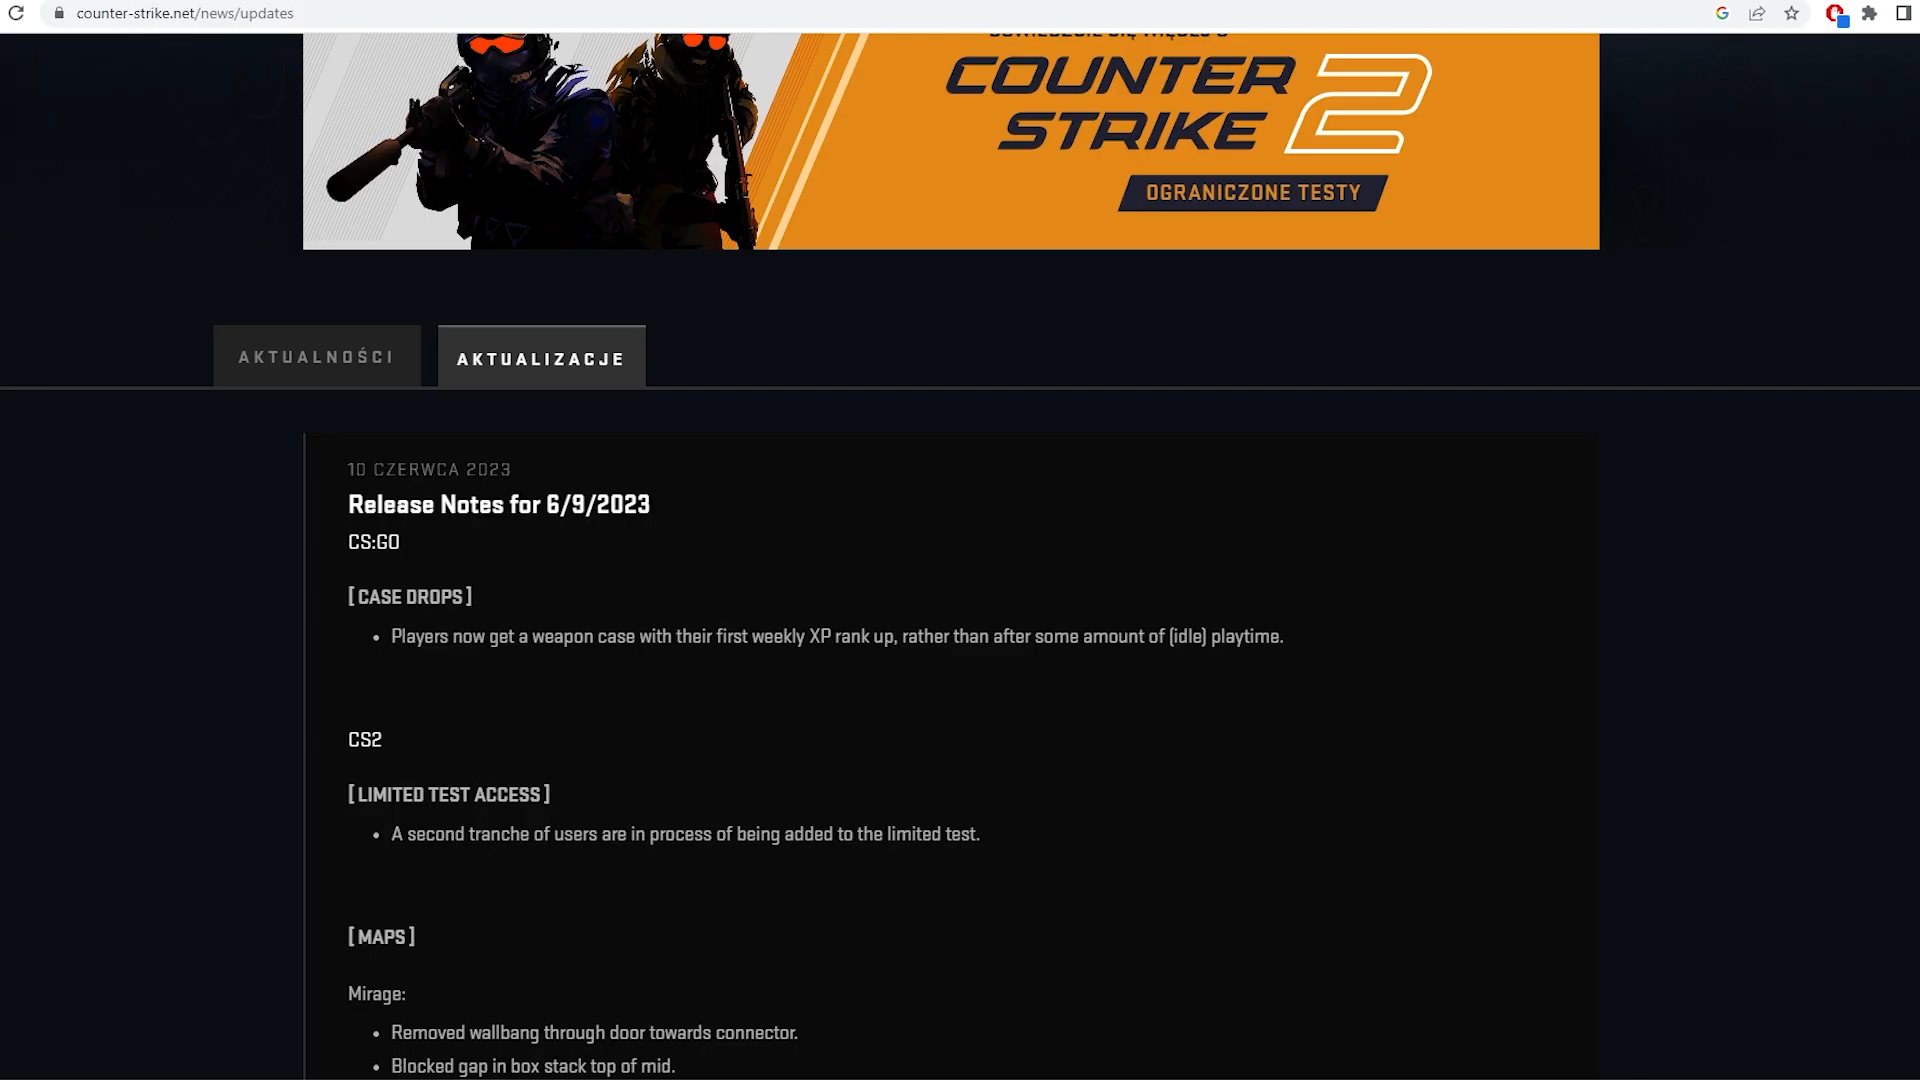 counter-strike.net/news/updates
COUNTER
STRIKE 2
OGRANICZONE TESTY
AKTUALNOŚCI
AKTUALIZACJE
10 CZERWCA 2023
Release Notes for 6/9/2023
CS:GO
[ CASE DROPS ]
• Players now get a weapon case with their first weekly XP rank up, rather than after some amount of (idle) playtime.
CS2
[ LIMITED TEST ACCESS ]
• A second tranche of users are in process of being added to the limited test.
[ MAPS ]
Mirage:
• Removed wallbang through door towards connector.
• Blocked gap in box stack top of mid.